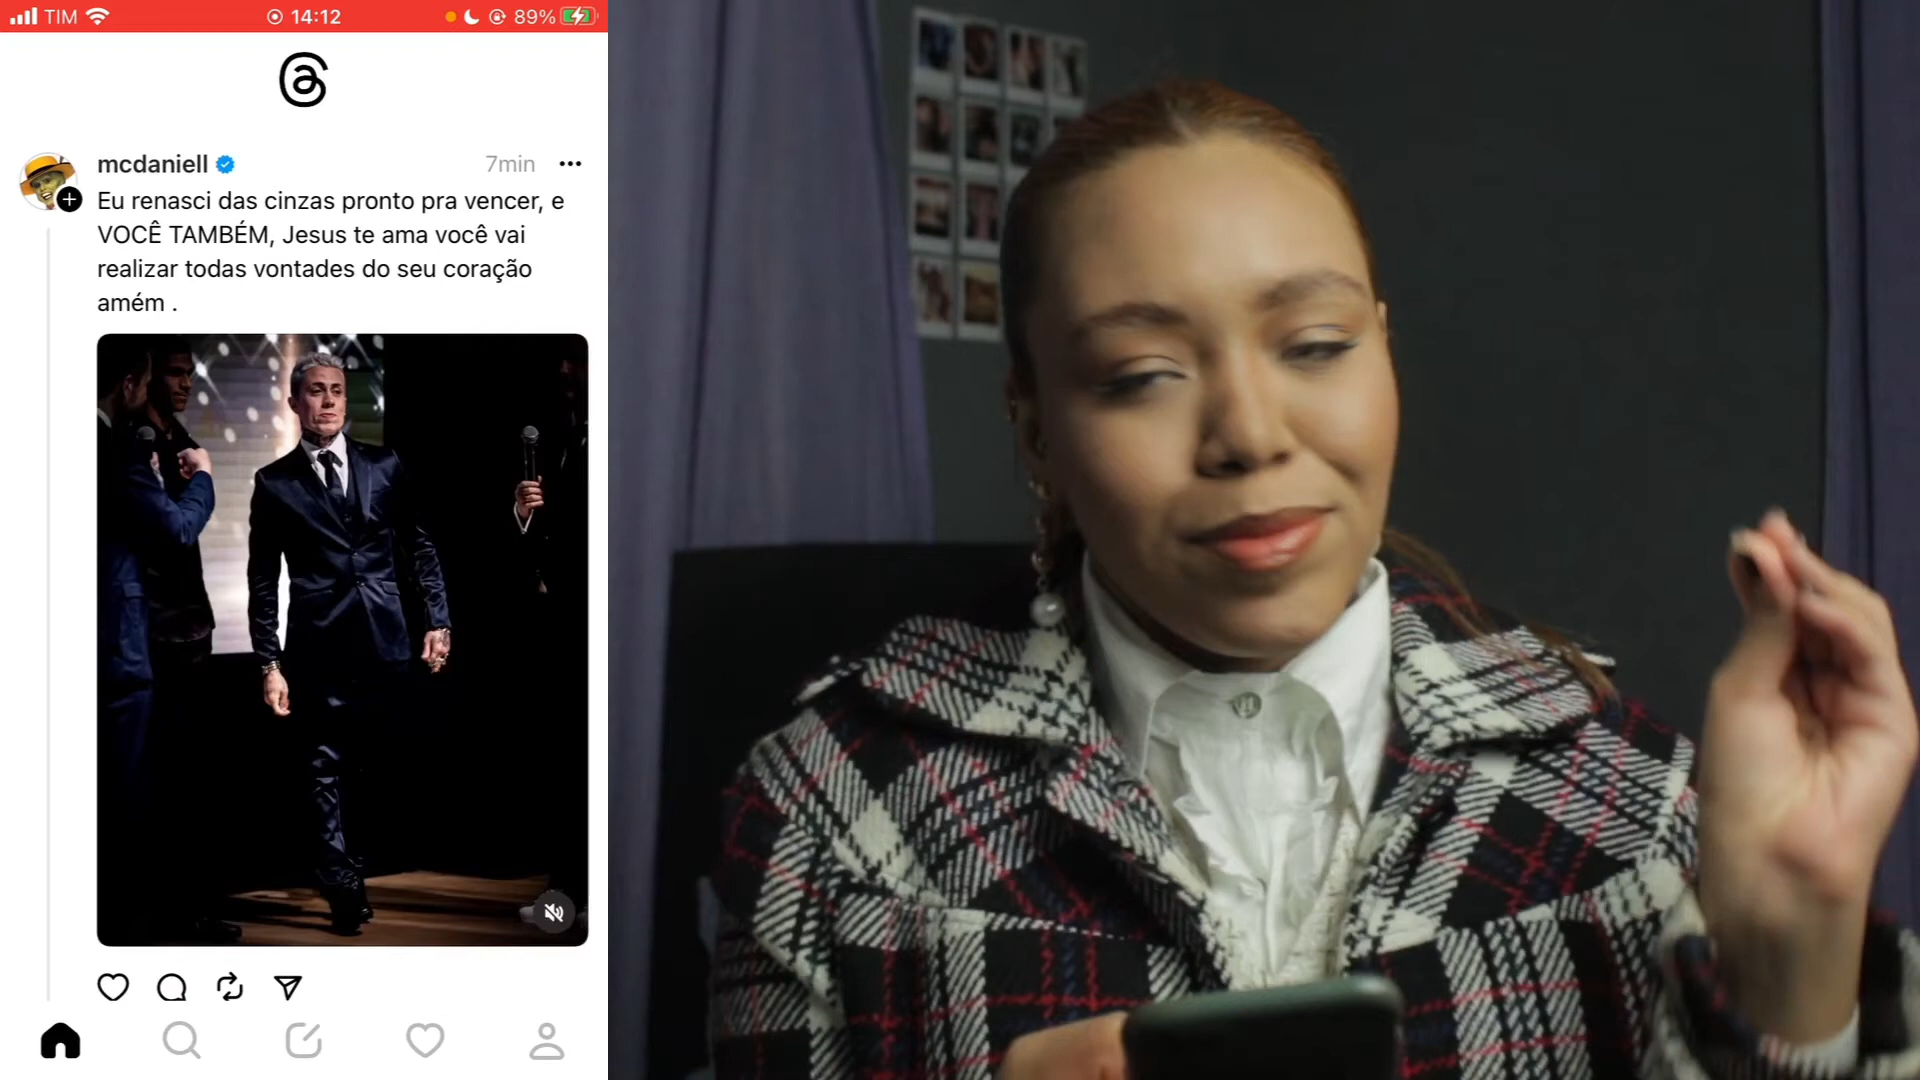 TIM 14:12 89%
mcdaniell 7min
Eu renasci das cinzas pronto pra vencer, e
VOCÊ TAMBÉM, Jesus te ama você vai
realizar todas vontades do seu coração
amém .